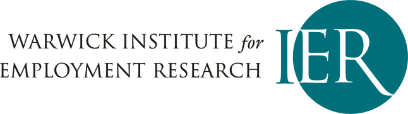 WARWICK INSTITUTE for
EMPLOYMENT RESEARCH
IER